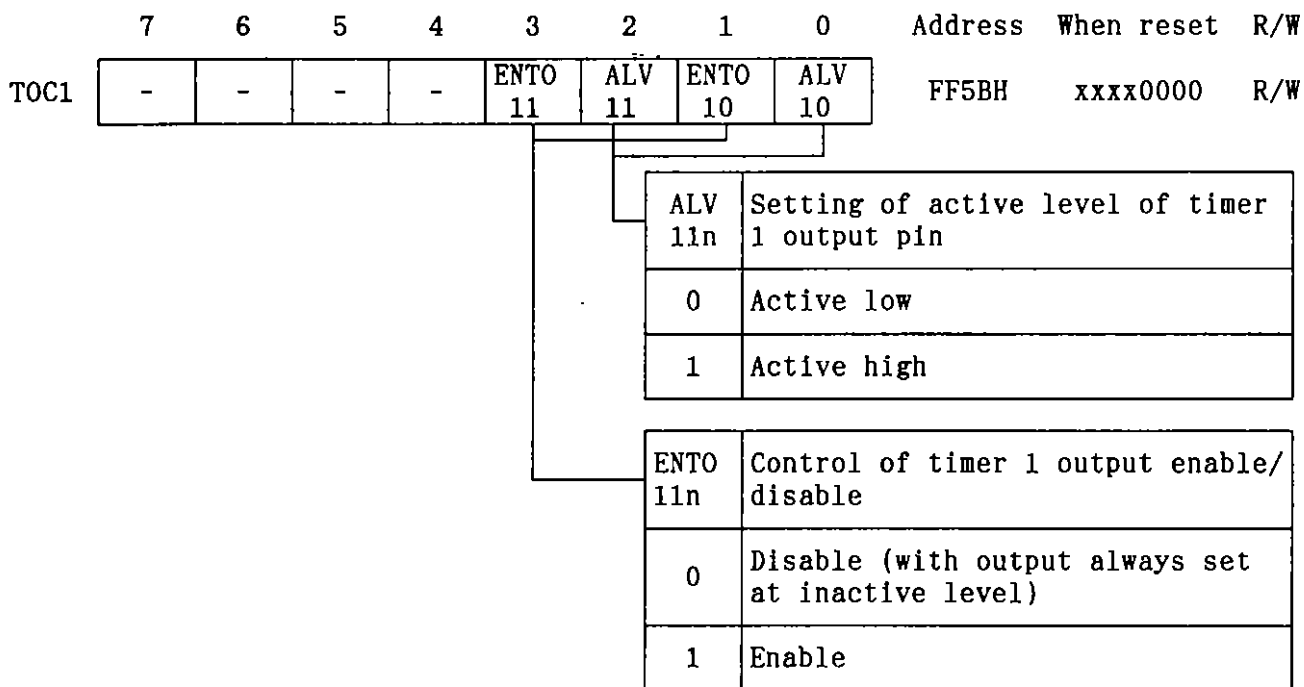 7 6 5 4 3 2 1 0 Address When reset R/W
TOC1 - - - - ENTO 11 ALV 11 ENTO 10 ALV 10 FF5BH xxxx0000 R/W
ALV 11n Setting of active level of timer 1 output pin
0 Active low
1 Active high
ENTO 11n Control of timer 1 output enable/ disable
0 Disable (with output always set at inactive level)
1 Enable